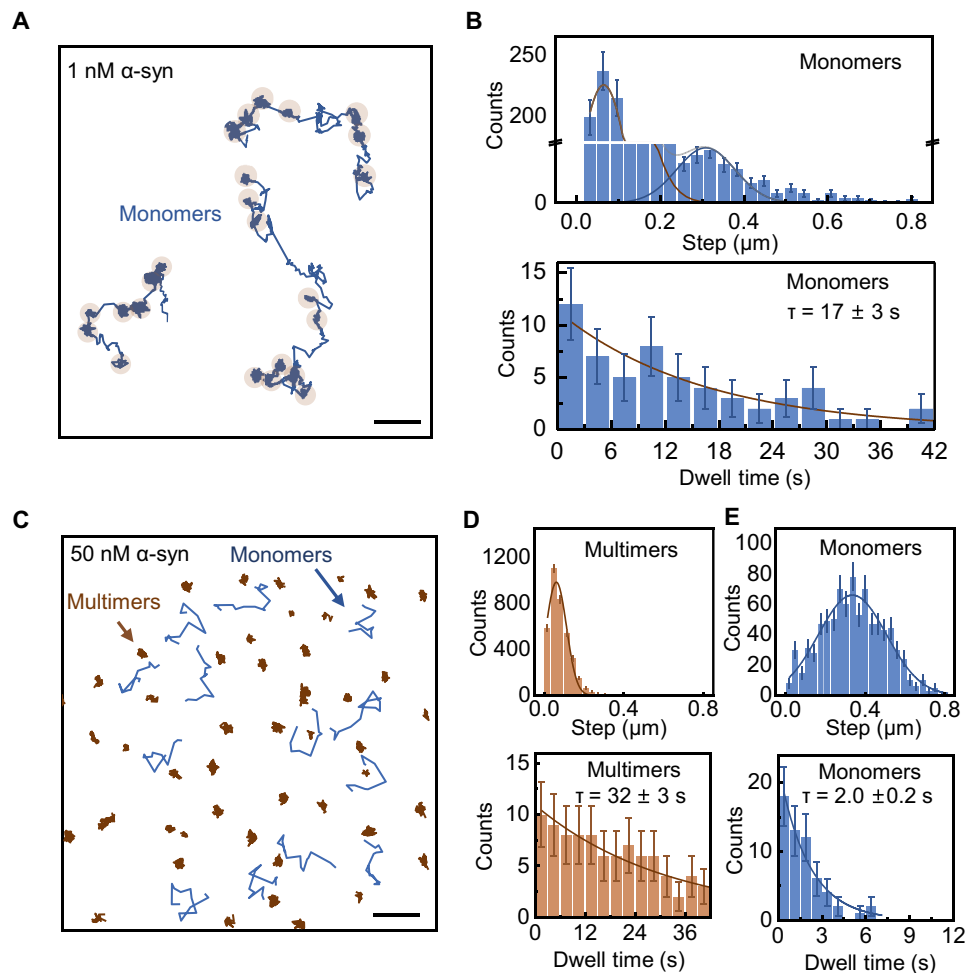 A
1 nM α-syn
Monomers
B
Monomers
Counts
250
200
0
0.0 0.2 0.4 0.6 0.8
Step (µm)
Monomers
τ = 17 ± 3 s
Counts
15
10
5
0
0 6 12 18 24 30 36 42
Dwell time (s)
C
50 nM α-syn
Monomers
Multimers
D
Multimers
Counts
1200
800
400
0
0.0 0.4 0.8
Step (µm)
Multimers
τ = 32 ± 3 s
Counts
15
10
5
0
0 12 24 36
Dwell time (s)
E
Monomers
Counts
100
80
60
40
20
0
0.0 0.4 0.8
Step (µm)
Monomers
τ = 2.0 ±0.2 s
Counts
20
10
0
0 3 6 9 12
Dwell time (s)